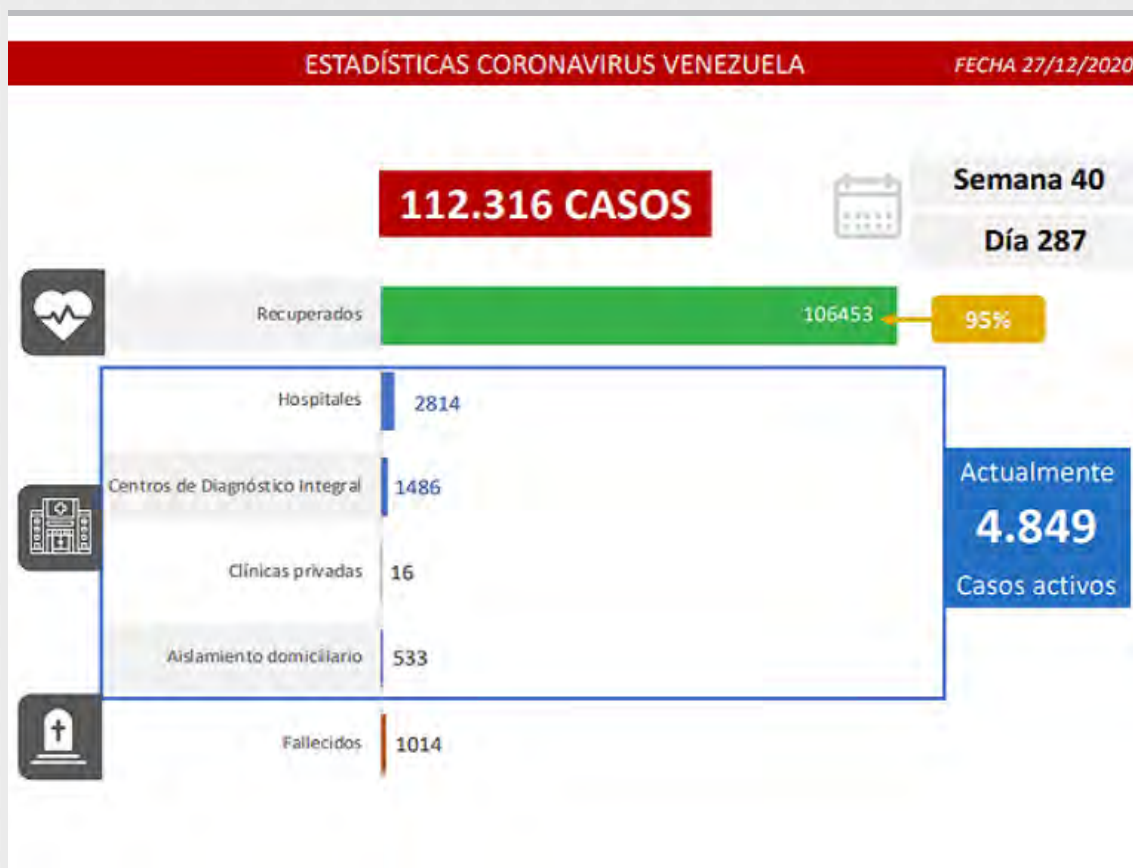 ESTADÍSTICAS CORONAVIRUS VENEZUELA
FECHA 27/12/2020
112.316 CASOS
Semana 40
Día 287
Recuperados
106453
95%
Hospitales
2814
Centros de Diagnóstico Integral
1486
Clínicas privadas
16
Aislamiento domiciliario
533
Actualmente
4.849
Casos activos
Fallecidos
1014